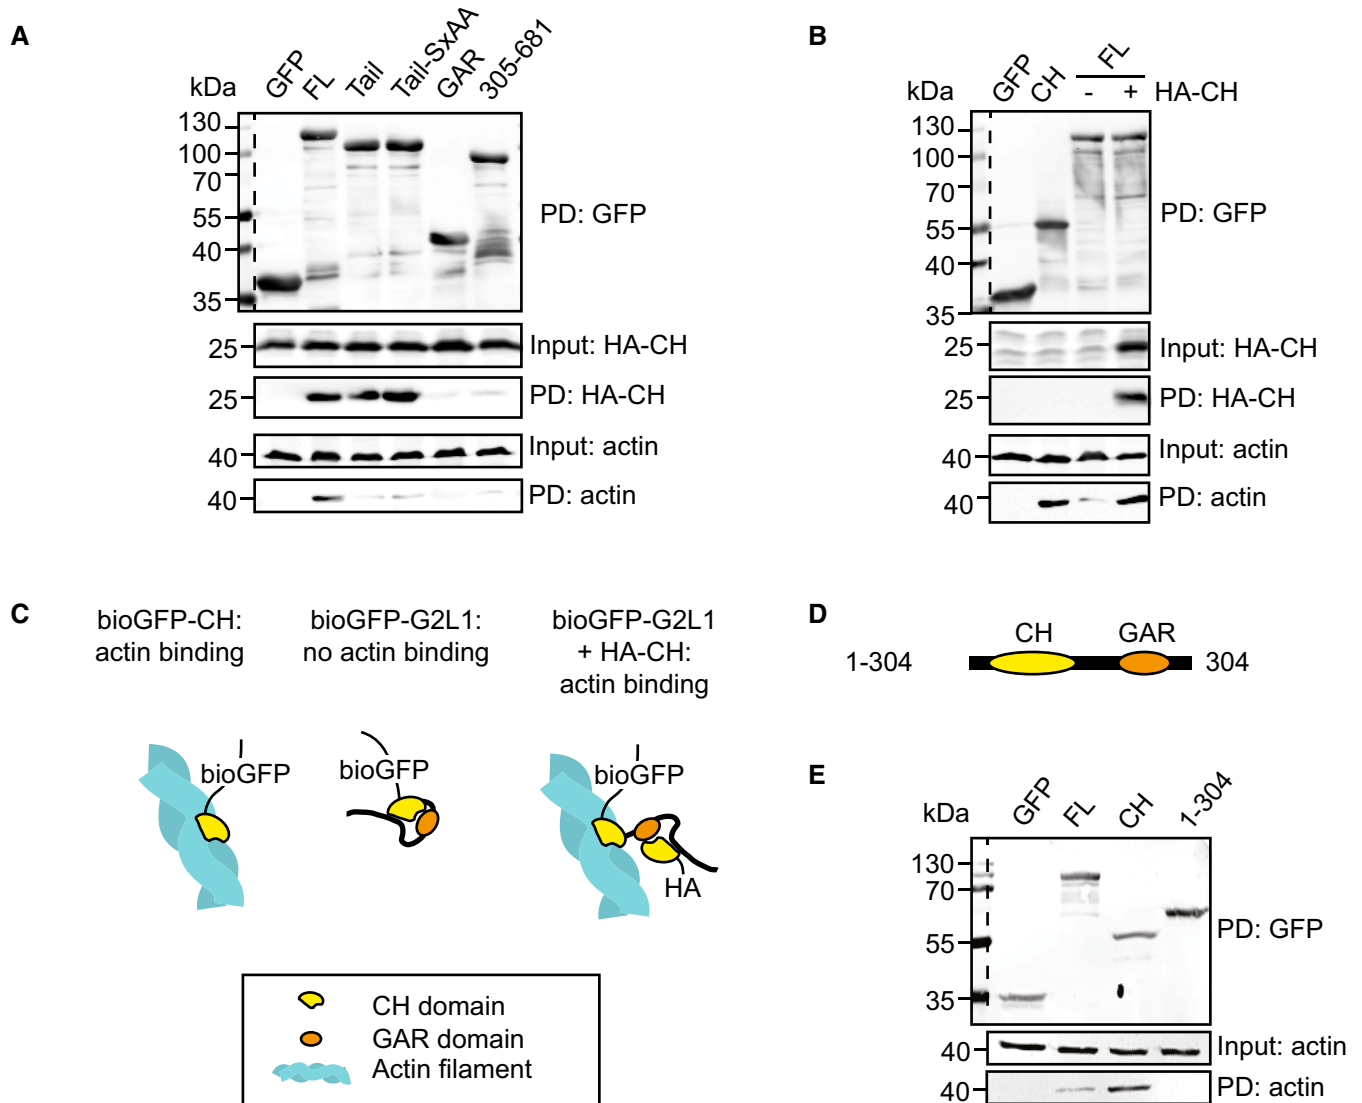 A
kDa
GFP
FL
Tail
Tail-SxAA
GAR
305-681
130
100
70
55
40
35
PD: GFP
25
Input: HA-CH
25
PD: HA-CH
40
Input: actin
40
PD: actin
B
kDa
GFP
CH
FL
- + HA-CH
130
100
70
55
40
35
PD: GFP
25
Input: HA-CH
25
PD: HA-CH
40
Input: actin
40
PD: actin
C
bioGFP-CH:
actin binding
bioGFP-G2L1:
no actin binding
bioGFP-G2L1
+ HA-CH:
actin binding
bioGFP
bioGFP
bioGFP
HA
CH domain
GAR domain
Actin filament
D
1-304
CH
GAR
304
E
kDa
GFP
FL
CH
1-304
130
70
55
35
PD: GFP
40
Input: actin
40
PD: actin